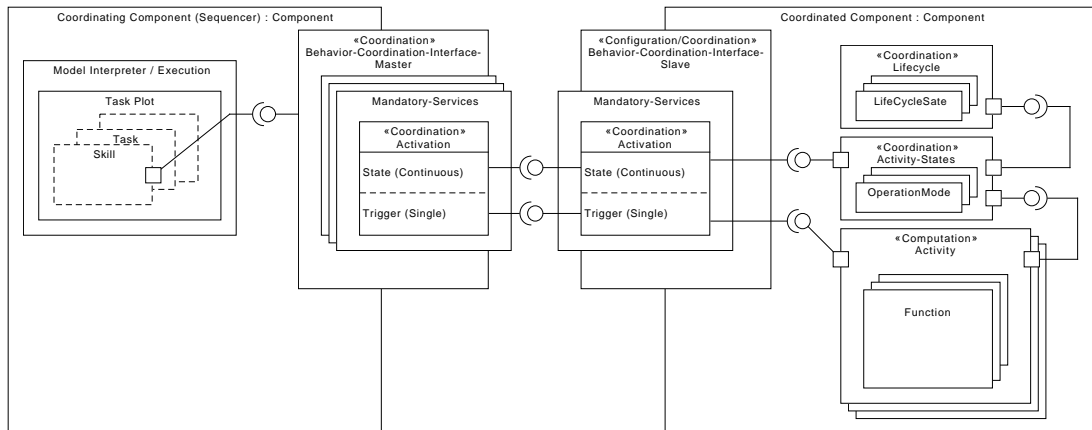 Coordinating Component (Sequencer) : Component
Model Interpreter / Execution
Task Plot
Task
Skill
«Coordination»
Behavior-Coordination-Interface-
Master
Mandatory-Services
«Coordination»
Activation
State (Continuous)
Trigger (Single)
«Configuration/Coordination»
Behavior-Coordination-Interface-
Slave
Mandatory-Services
«Coordination»
Activation
State (Continuous)
Trigger (Single)
Coordinated Component : Component
«Coordination»
Lifecycle
LifeCycleSate
«Coordination»
Activity-States
OperationMode
«Computation»
Activity
Function